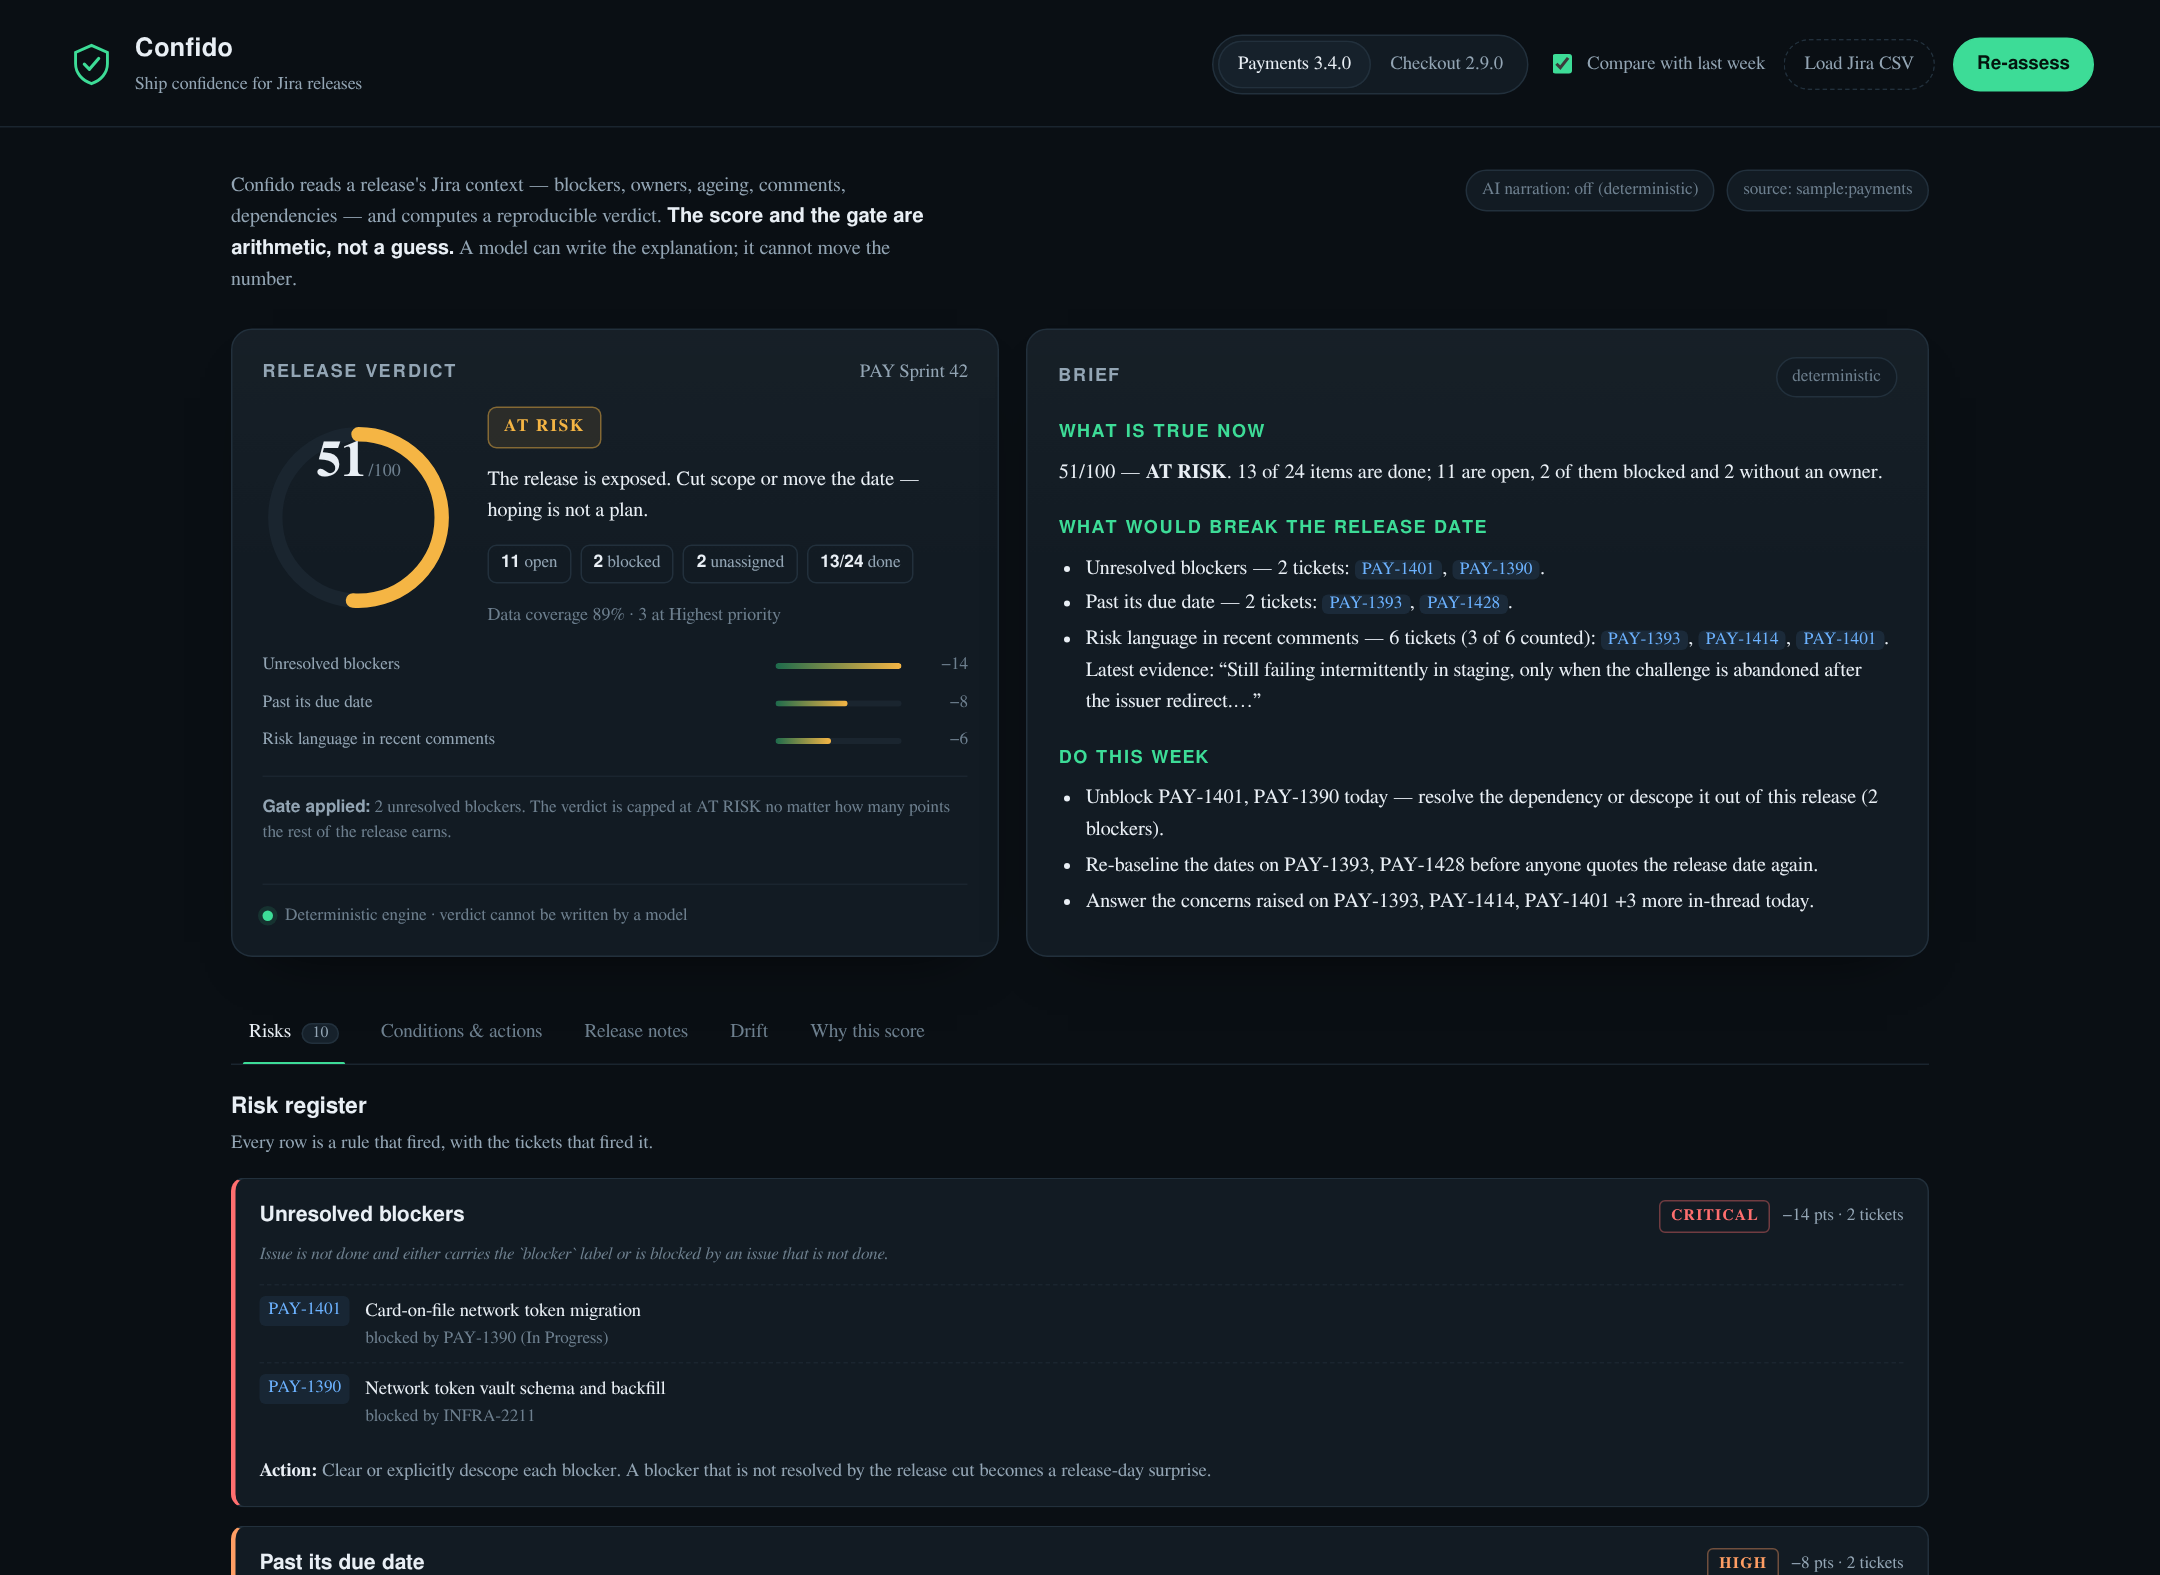 Confido
Ship confidence for Jira releases
Payments 3.4.0
Checkout 2.9.0
Compare with last week
Load Jira CSV
Re-assess
Confido reads a release's Jira context — blockers, owners, ageing, comments,
dependencies — and computes a reproducible verdict. The score and the gate are
arithmetic, not a guess. A model can write the explanation; it cannot move the
number.
AI narration: off (deterministic)
source: sample:payments
RELEASE VERDICT
PAY Sprint 42
51/100
AT RISK
The release is exposed. Cut scope or move the date —
hoping is not a plan.
11 open
2 blocked
2 unassigned
13/24 done
Data coverage 89% · 3 at Highest priority
Unresolved blockers −14
Past its due date −8
Risk language in recent comments −6
Gate applied: 2 unresolved blockers. The verdict is capped at AT RISK no matter how many points
the rest of the release earns.
Deterministic engine · verdict cannot be written by a model
BRIEF
deterministic
WHAT IS TRUE NOW
51/100 — AT RISK. 13 of 24 items are done; 11 are open, 2 of them blocked and 2 without an owner.
WHAT WOULD BREAK THE RELEASE DATE
• Unresolved blockers — 2 tickets: PAY-1401, PAY-1390.
• Past its due date — 2 tickets: PAY-1393, PAY-1428.
• Risk language in recent comments — 6 tickets (3 of 6 counted): PAY-1393, PAY-1414, PAY-1401.
Latest evidence: “Still failing intermittently in staging, only when the challenge is abandoned after
the issuer redirect.…”
DO THIS WEEK
• Unblock PAY-1401, PAY-1390 today — resolve the dependency or descope it out of this release (2
blockers).
• Re-baseline the dates on PAY-1393, PAY-1428 before anyone quotes the release date again.
• Answer the concerns raised on PAY-1393, PAY-1414, PAY-1401 +3 more in-thread today.
Risks 10
Conditions & actions
Release notes
Drift
Why this score
Risk register
Every row is a rule that fired, with the tickets that fired it.
Unresolved blockers
CRITICAL
−14 pts · 2 tickets
Issue is not done and either carries the `blocker` label or is blocked by an issue that is not done.
PAY-1401
Card-on-file network token migration
blocked by PAY-1390 (In Progress)
PAY-1390
Network token vault schema and backfill
blocked by INFRA-2211
Action: Clear or explicitly descope each blocker. A blocker that is not resolved by the release cut becomes a release-day surprise.
Past its due date
HIGH
−8 pts · 2 tickets